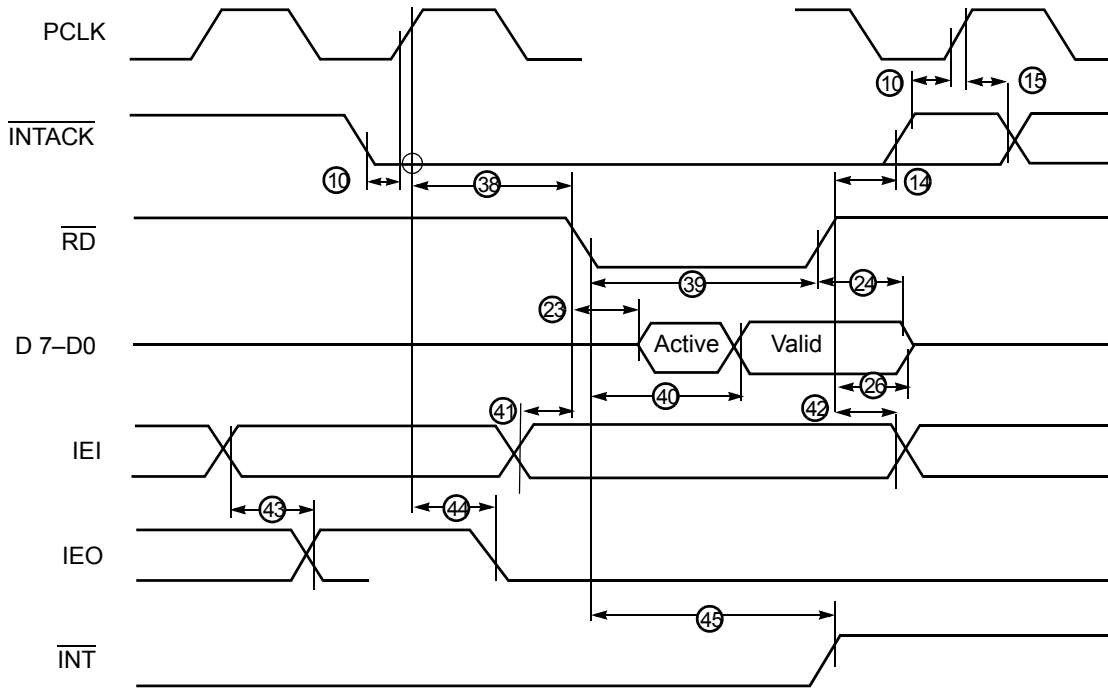 PCLK
10
15
INTACK
10
38
14
RD
39
24
23
D 7–D0
Active
Valid
26
40
41
42
IEI
43
44
IEO
45
INT